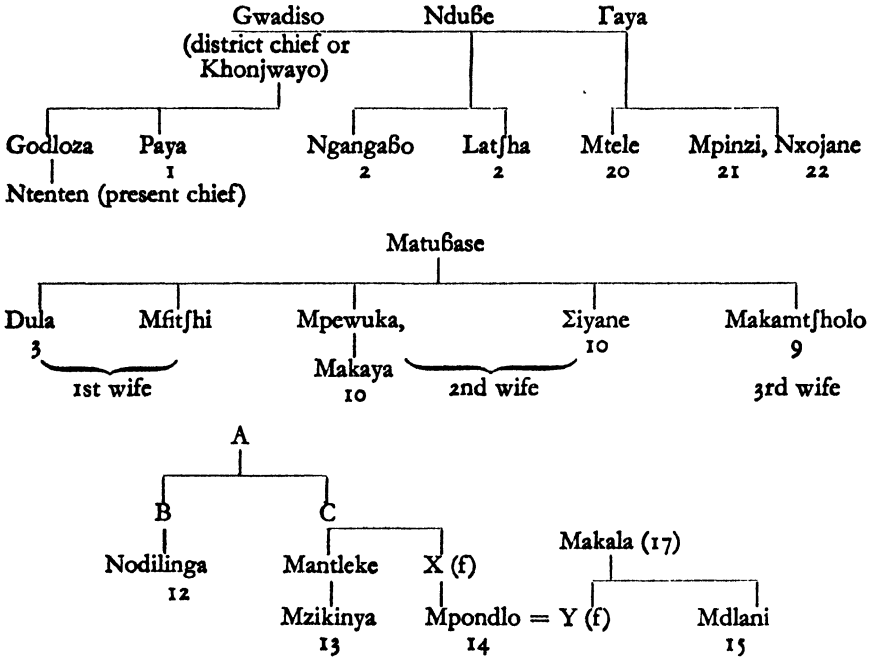 Gwadiso Nduɓe Γaya
(district chief or
Khonjwayo)
Godloza Paya Ngangaɓo Latʃha Mtele Mpinzi, Nxojane
1 2 2 20 21 22
Ntenten (present chief)
Matuɓase
Dula Mfitʃhi Mpewuka, Σiyane Makamtʃholo
3 10 9
Makaya
1st wife 10 2nd wife 3rd wife
A
B C
Makala (17)
Nodilinga Mantleke X (f)
12
Mzikinya Mpondlo = Y (f) Mdlani
13 14 15